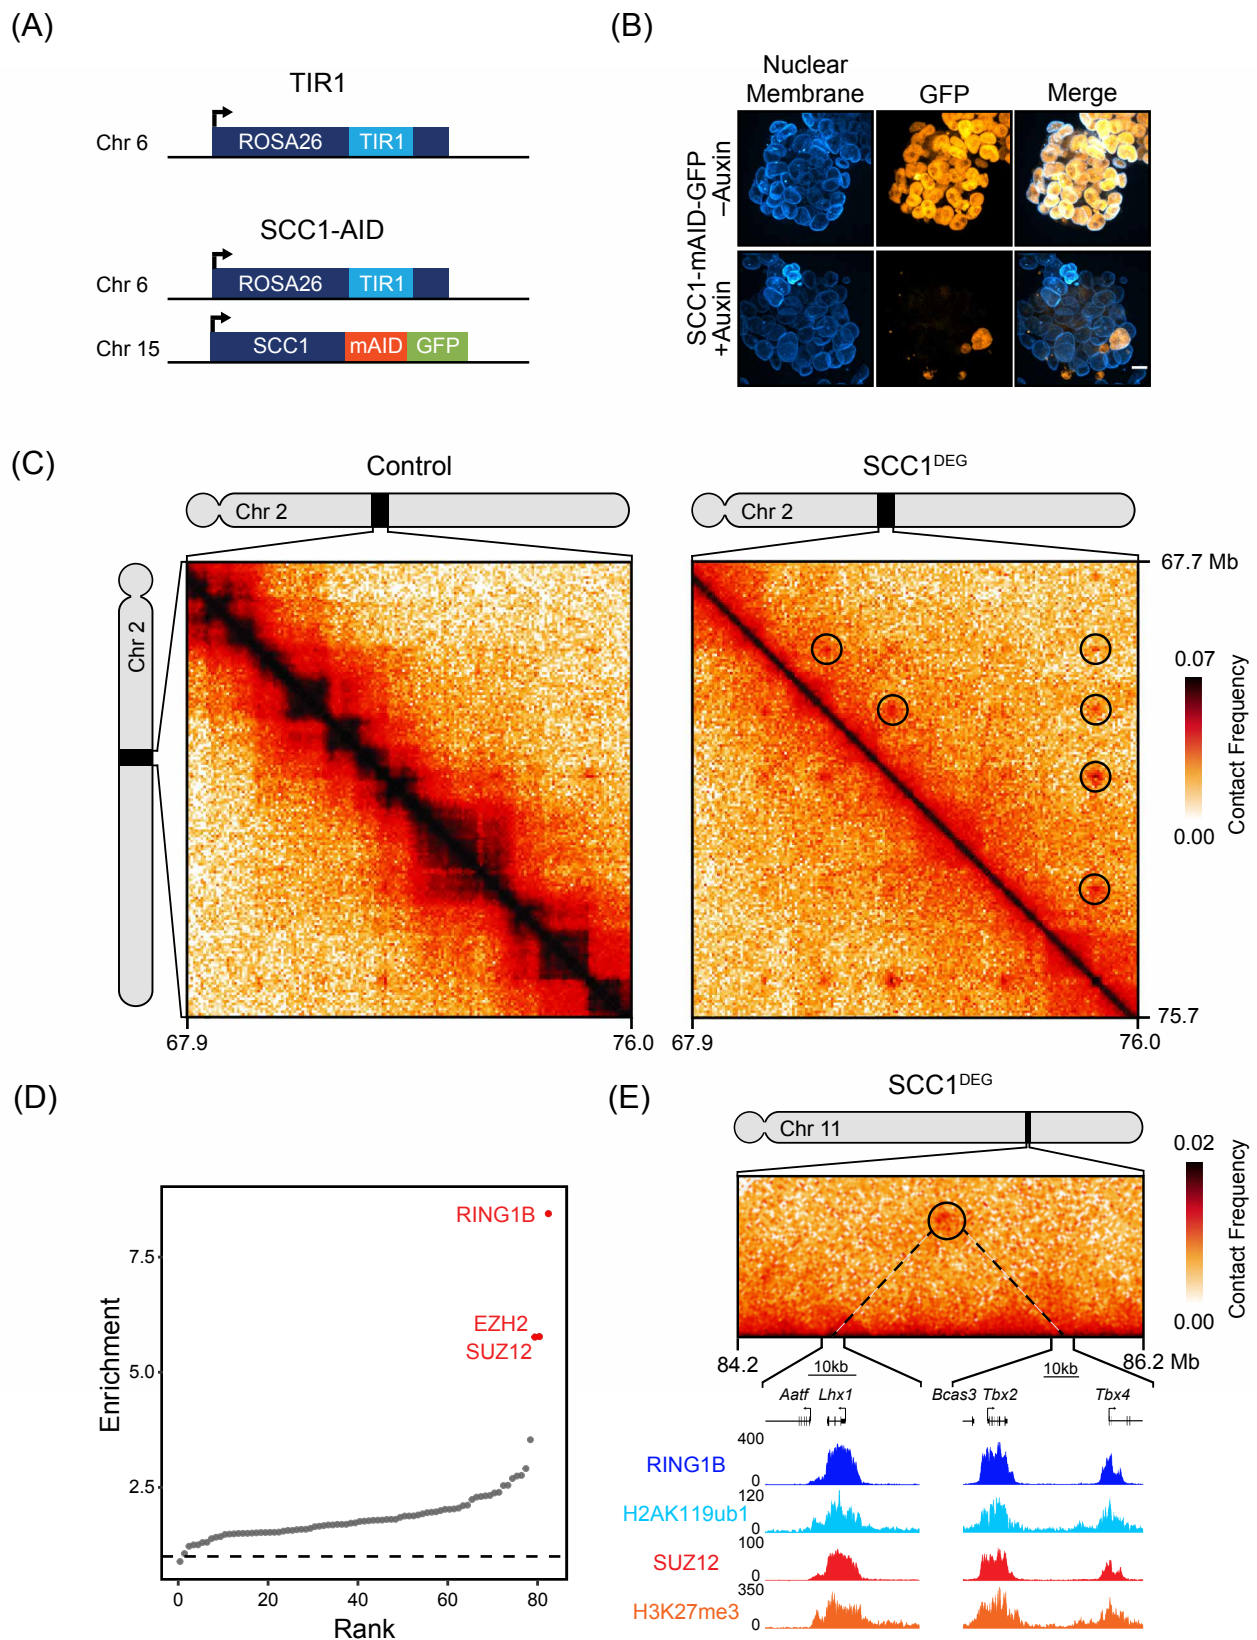 (A)
TIR1
Chr 6
ROSA26
TIR1
SCC1-AID
Chr 6
ROSA26
TIR1
Chr 15
SCC1
mAID
GFP
(B)
Nuclear
Membrane
GFP
Merge
SCC1-mAID-GFP
–Auxin
+Auxin
(C)
Control
Chr 2
Chr 2
67.9
76.0
SCC1DEG
Chr 2
67.7 Mb
75.7
67.9
76.0
0.07
0.00
Contact Frequency
(D)
Enrichment
7.5
5.0
2.5
RING1B
EZH2
SUZ12
0
20
40
60
80
Rank
(E)
SCC1DEG
Chr 11
0.02
0.00
Contact Frequency
84.2
86.2 Mb
10kb
10kb
Aatf
Lhx1
Bcas3
Tbx2
Tbx4
RING1B
400
0
H2AK119ub1
120
0
SUZ12
100
0
H3K27me3
350
0